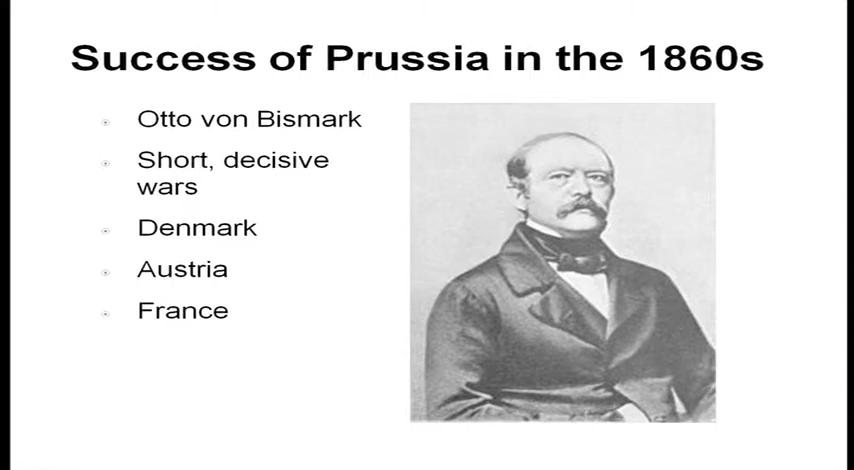 Success of Prussia in the 1860s
Otto von Bismark
Short, decisive
wars
Denmark
Austria
France